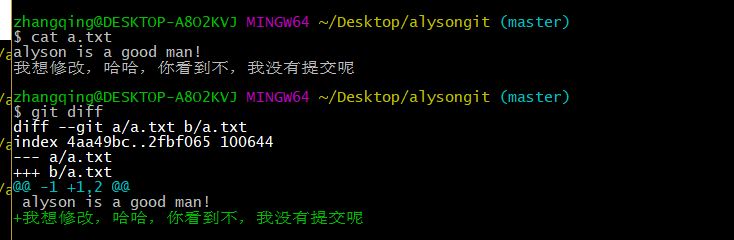 zhangqing@DESKTOP-A8O2KVJ MINGW64 ~/Desktop/alysongit (master)
$ cat a.txt
alyson is a good man!
我想修改，哈哈，你看到不，我没有提交呢
zhangqing@DESKTOP-A8O2KVJ MINGW64 ~/Desktop/alysongit (master)
$ git diff
diff --git a/a.txt b/a.txt
index 4aa49bc..2fbf065 100644
--- a/a.txt
+++ b/a.txt
@@ -1 +1,2 @@
 alyson is a good man!
+我想修改，哈哈，你看到不，我没有提交呢